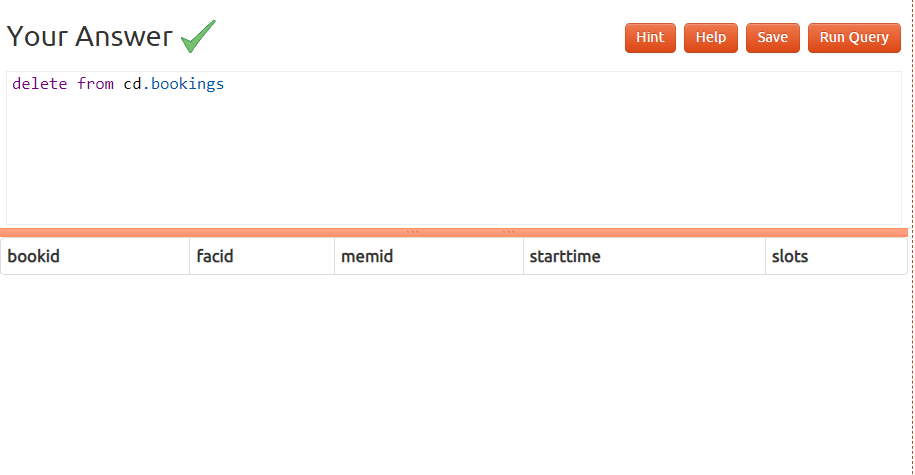 Your Answer
Hint Help Save Run Query
delete from cd.bookings
bookid facid memid starttime slots